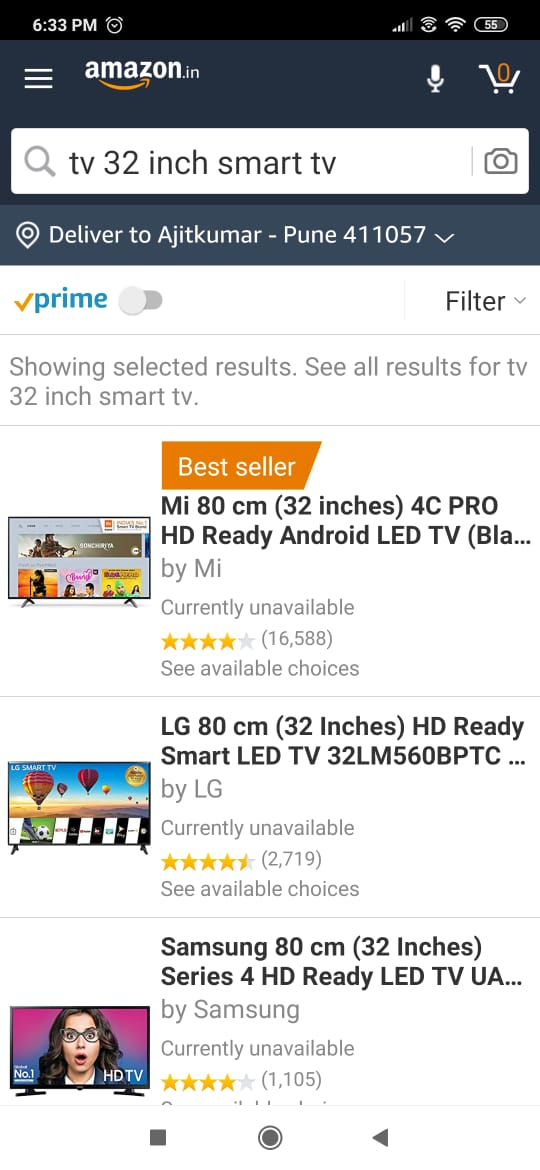 6:33 PM
55
amazon.in
0
tv 32 inch smart tv
Deliver to Ajitkumar - Pune 411057
prime
Filter
Showing selected results. See all results for tv
32 inch smart tv.
Best seller
Mi 80 cm (32 inches) 4C PRO
HD Ready Android LED TV (Bla...
by Mi
Currently unavailable
(16,588)
See available choices
SONCHIRIYA
LG 80 cm (32 Inches) HD Ready
Smart LED TV 32LM560BPTC ...
by LG
Currently unavailable
(2,719)
See available choices
LG SMART TV
Samsung 80 cm (32 Inches)
Series 4 HD Ready LED TV UA...
by Samsung
Currently unavailable
(1,105)
Global
No.1
HD TV